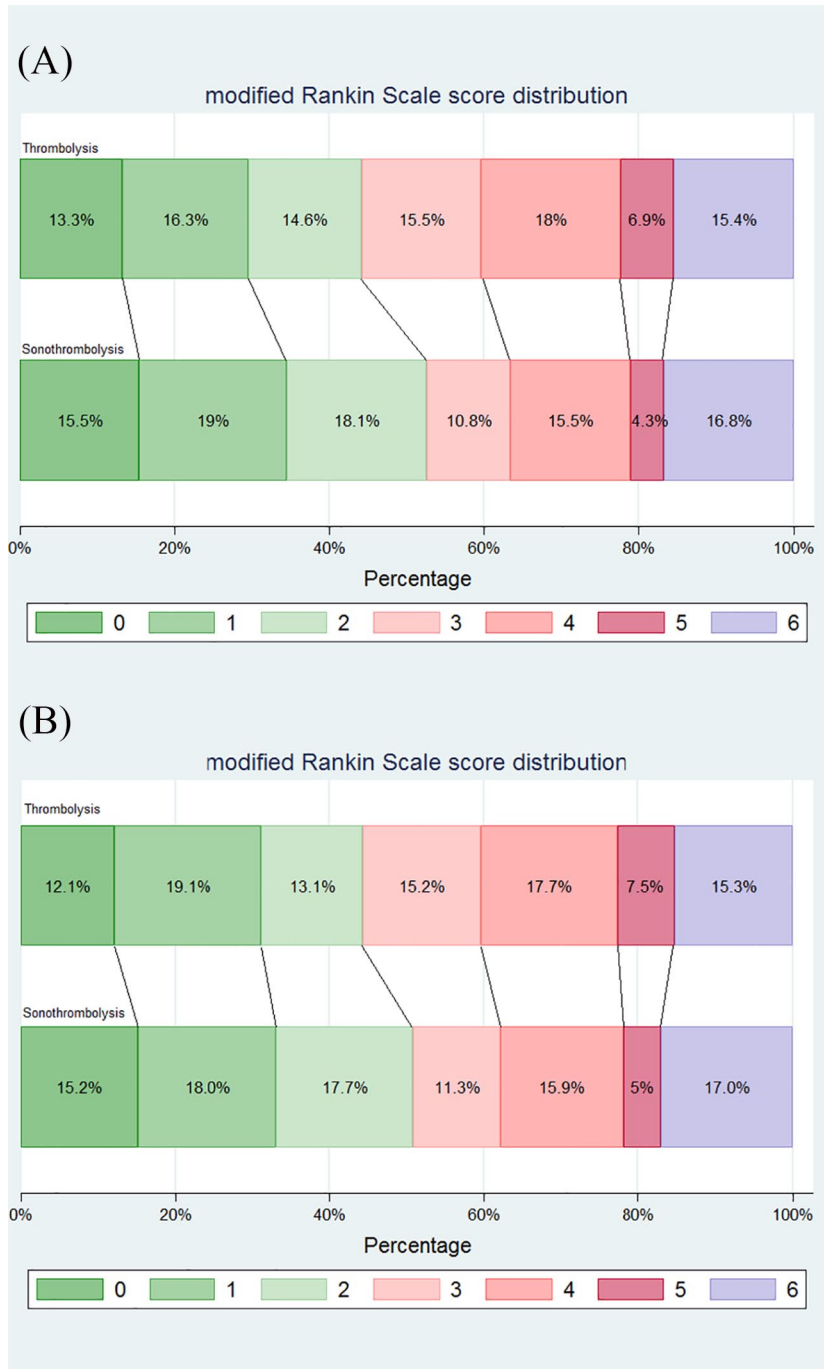 (A)
modified Rankin Scale score distribution
Thrombolysis
13.3% 16.3% 14.6% 15.5% 18% 6.9% 15.4%
Sonothrombolysis
15.5% 19% 18.1% 10.8% 15.5% 4.3% 16.8%
0% 20% 40% 60% 80% 100%
Percentage
0 1 2 3 4 5 6
(B)
modified Rankin Scale score distribution
Thrombolysis
12.1% 19.1% 13.1% 15.2% 17.7% 7.5% 15.3%
Sonothrombolysis
15.2% 18.0% 17.7% 11.3% 15.9% 5% 17.0%
0% 20% 40% 60% 80% 100%
Percentage
0 1 2 3 4 5 6